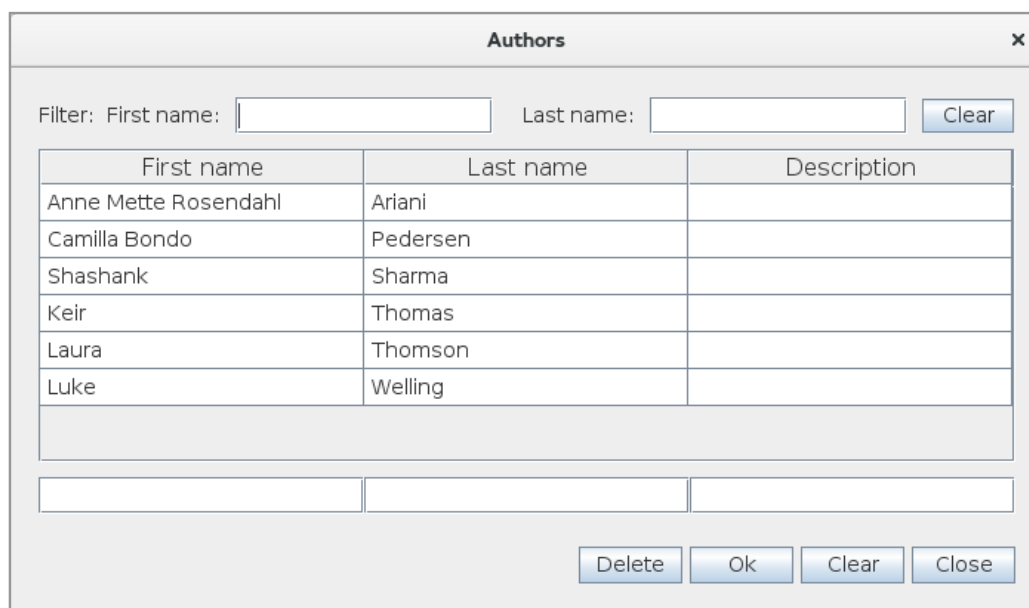 Authors ×
Filter: First name: Last name: Clear
First name Last name Description
Anne Mette Rosendahl Ariani
Camilla Bondo Pedersen
Shashank Sharma
Keir Thomas
Laura Thomson
Luke Welling
Delete Ok Clear Close